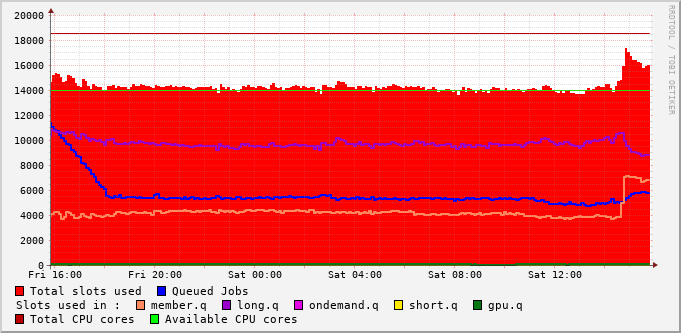 RRDTOOL / TOBI OETIKER
20000
18000
16000
14000
12000
10000
8000
6000
4000
2000
0
Fri 16:00 Fri 20:00 Sat 00:00 Sat 04:00 Sat 08:00 Sat 12:00
Total slots used Queued Jobs
Slots used in : member.q long.q ondemand.q short.q gpu.q
Total CPU cores Available CPU cores